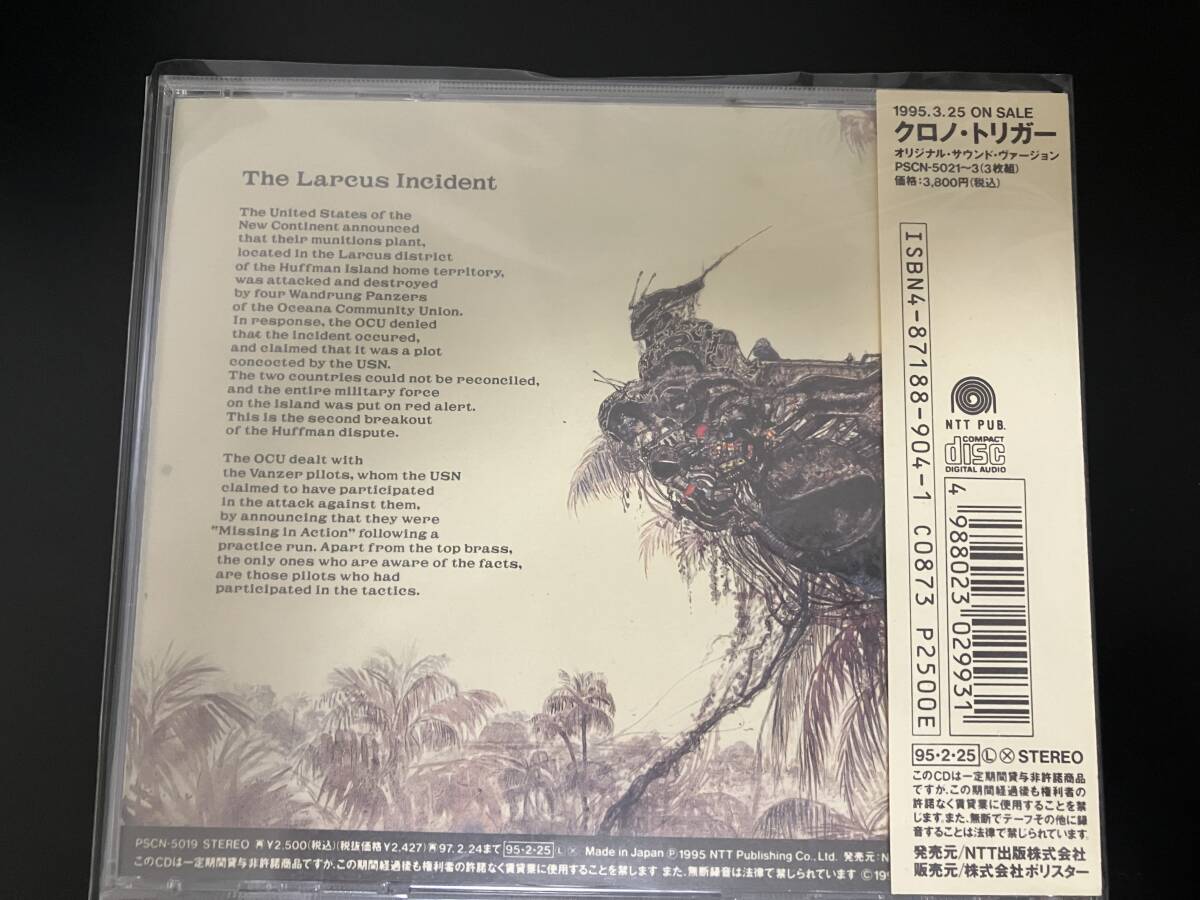 The Larcus Incident
The United States of the
New Continent announced
that their munitions plant,
located in the Larcus district
of the Huffman Island home territory,
was attacked and destroyed
by four Wandrung Panzers
of the Oceana Community Union.
In response, the OCU denied
that the incident occured,
and claimed that it was a plot
concocted by the USN.
The two countries could not be reconciled,
and the entire military force
on the island was put on red alert.
This is the second breakout
of the Huffman dispute.
The OCU dealt with
the Vanzer pilots, whom the USN
claimed to have participated
in the attack against them,
by announcing that they were
"Missing in Action" following a
practice run. Apart from the top brass,
the only ones who are aware of the facts,
are those pilots who had
participated in the tactics.
PSCN-5019 STEREO 再 ¥2,500(税込)(税抜価格¥2,427) 再 97.2.24まで 95・2・25 Ⓛ Ⓧ Made in Japan Ⓟ 1995 NTT Publishing Co., Ltd. 発売元:N
このCDは一定期間貸与非許諾商品ですが、この期間経過後も権利者の許諾なく賃貸業に使用することを禁します また、無断録音は法律で禁じられています ©19
1995.3.25 ON SALE
クロノ・トリガー
オリジナル・サウンド・ヴァージョン
PSCN-5021〜3(3枚組)
価格:3,800円(税込)
ISBN4-87188-904-1 C0873 P2500E
NTT PUB.
COMPACT
disc
DIGITAL AUDIO
4 988023 029931
95・2・25 Ⓛ Ⓧ STEREO
このCDは一定期間貸与非許諾商品
ですが、この期間経過後も権利者の
許諾なく賃貸業に使用することを禁
じます。また、無断でテープその他に録
音することは法律で禁じられています。
発売元/NTT出版株式会社
販売元/株式会社ポリスター